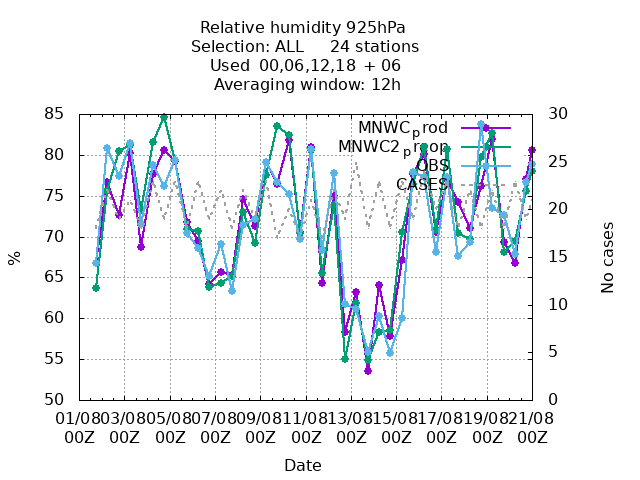 Relative humidity 925hPa
Selection: ALL 24 stations
Used 00,06,12,18 + 06
Averaging window: 12h
85 30
MNWCprod
MNWC2preop
OBS
CASES
80 25
75
70 20
65 15
60 10
55 5
50 0
%
No cases
01/08 03/08 05/08 07/08 09/08 11/08 13/08 15/08 17/08 19/08 21/08
00Z 00Z 00Z 00Z 00Z 00Z 00Z 00Z 00Z 00Z 00Z
Date